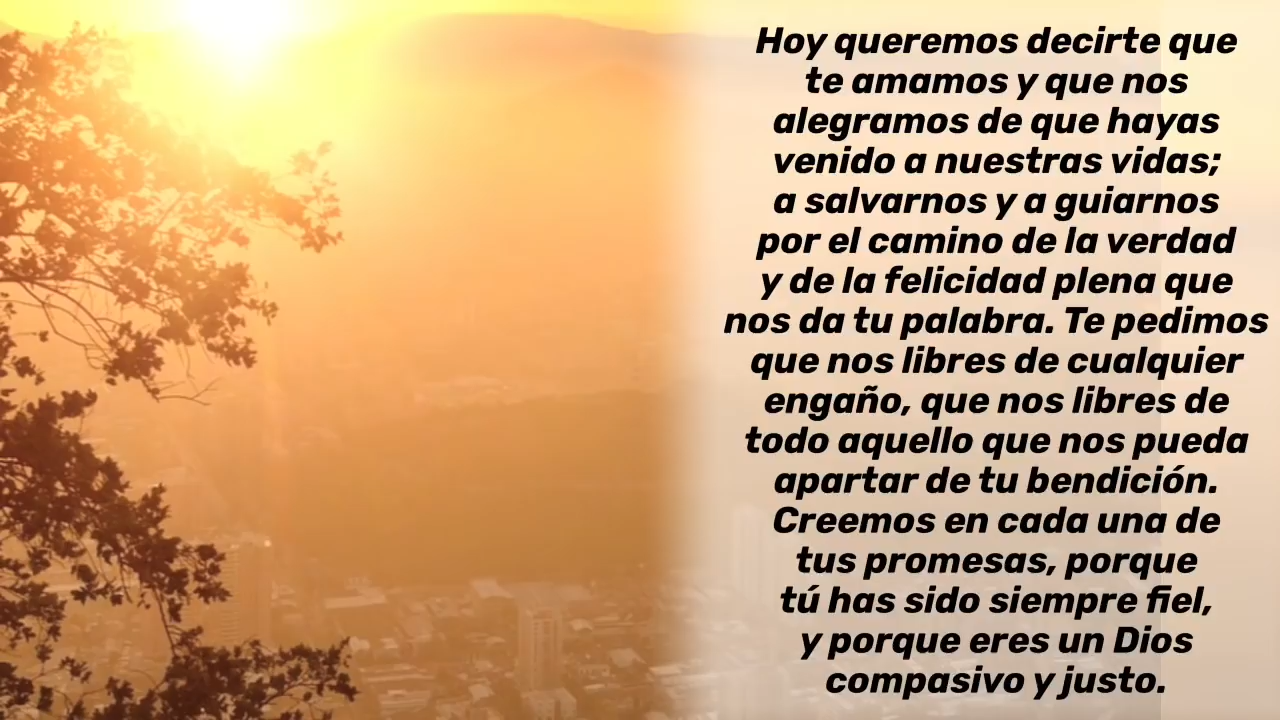 Hoy queremos decirte que
te amamos y que nos
alegramos de que hayas
venido a nuestras vidas;
a salvarnos y a guiarnos
por el camino de la verdad
y de la felicidad plena que
nos da tu palabra. Te pedimos
que nos libres de cualquier
engaño, que nos libres de
todo aquello que nos pueda
apartar de tu bendición.
Creemos en cada una de
tus promesas, porque
tú has sido siempre fiel,
y porque eres un Dios
compasivo y justo.